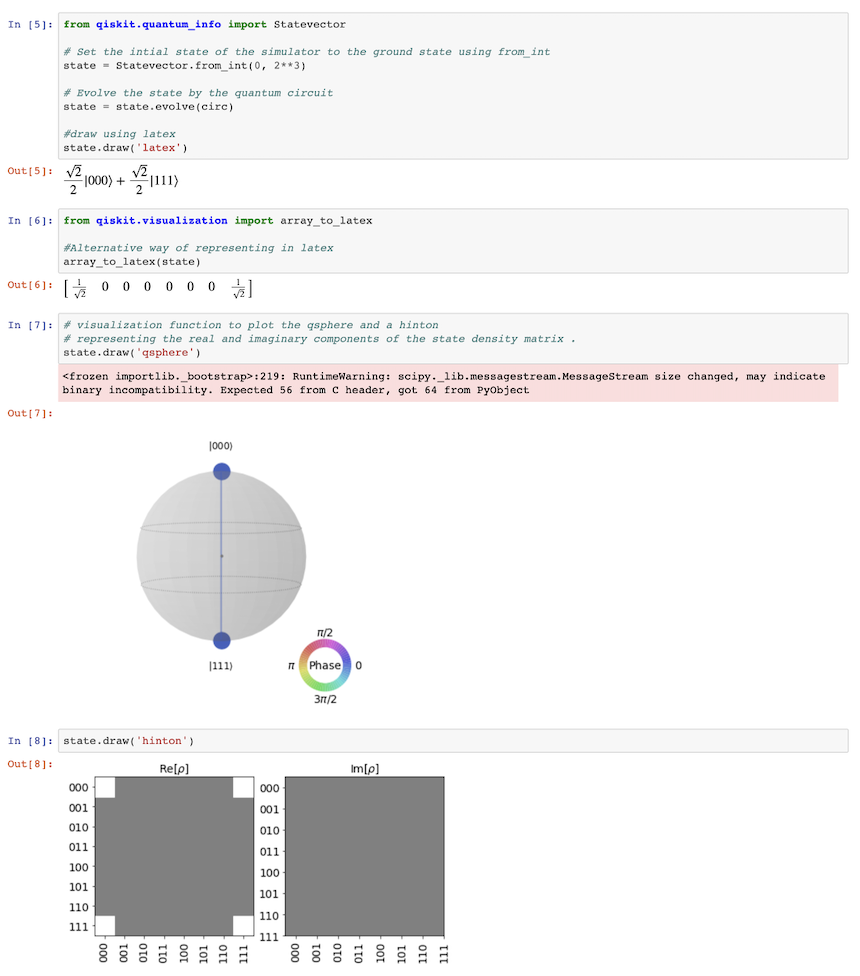 In [5]: from qiskit.quantum_info import Statevector
# Set the intial state of the simulator to the ground state using from_int
state = Statevector.from_int(0, 2**3)
# Evolve the state by the quantum circuit
state = state.evolve(circ)
#draw using latex
state.draw('latex')
Out[5]: √2/2|000⟩ + √2/2|111⟩
In [6]: from qiskit.visualization import array_to_latex
#Alternative way of representing in latex
array_to_latex(state)
Out[6]: [ 1/√2 0 0 0 0 0 0 1/√2 ]
In [7]: # visualization function to plot the qsphere and a hinton
# representing the real and imaginary components of the state density matrix .
state.draw('qsphere')
<frozen importlib._bootstrap>:219: RuntimeWarning: scipy._lib.messagestream.MessageStream size changed, may indicate
binary incompatibility. Expected 56 from C header, got 64 from PyObject
Out[7]:
|000⟩
|111⟩
π/2
π Phase 0
3π/2
In [8]: state.draw('hinton')
Out[8]:
Re[ρ]
000
001
010
011
100
101
110
111
000 001 010 011 100 101 110 111
Im[ρ]
000
001
010
011
100
101
110
111
000 001 010 011 100 101 110 111